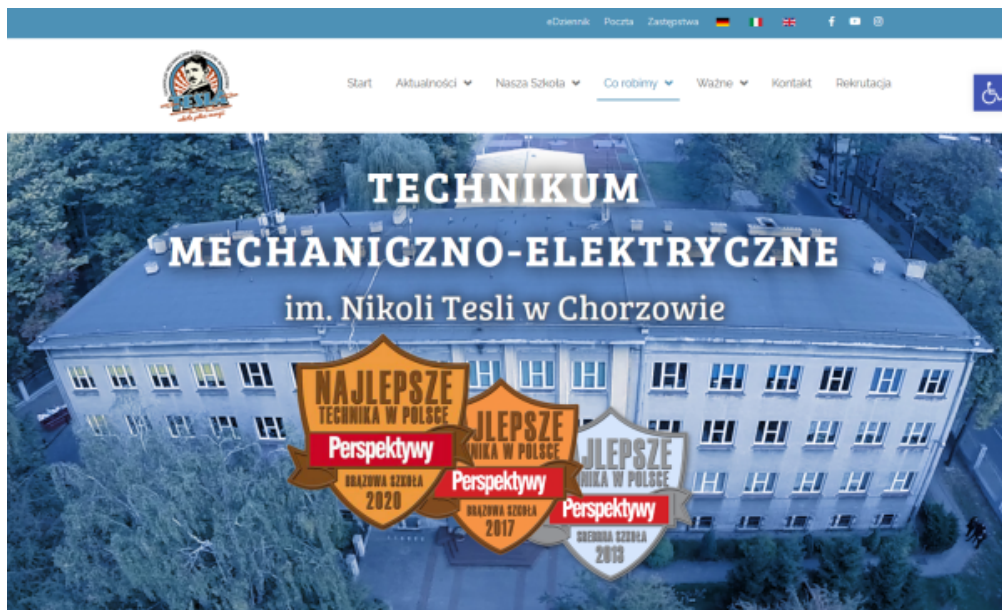 eDziennik Poczta Zastępstwa
Start Aktualności Nasza Szkoła Co robimy Ważne Kontakt Rekrutacja
TESLA
TECHNIKUM
MECHANICZNO-ELEKTRYCZNE
im. Nikoli Tesli w Chorzowie
NAJLEPSZE
TECHNIKA W POLSCE
Perspektywy
BRĄZOWA SZKOŁA
2020
JLEPSZE
NIKA W POLSCE
Perspektywy
BRĄZOWA SZKOŁA
2017
JLEPSZE
NIKA W POLSCE
Perspektywy
SREBRNA SZKOŁA
2013